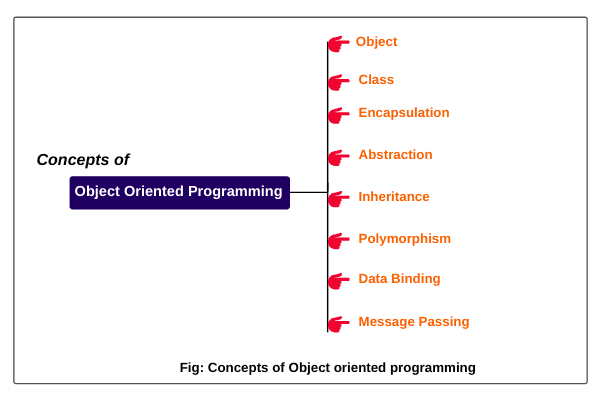 Concepts of
Object Oriented Programming
Object
Class
Encapsulation
Abstraction
Inheritance
Polymorphism
Data Binding
Message Passing
Fig: Concepts of Object oriented programming